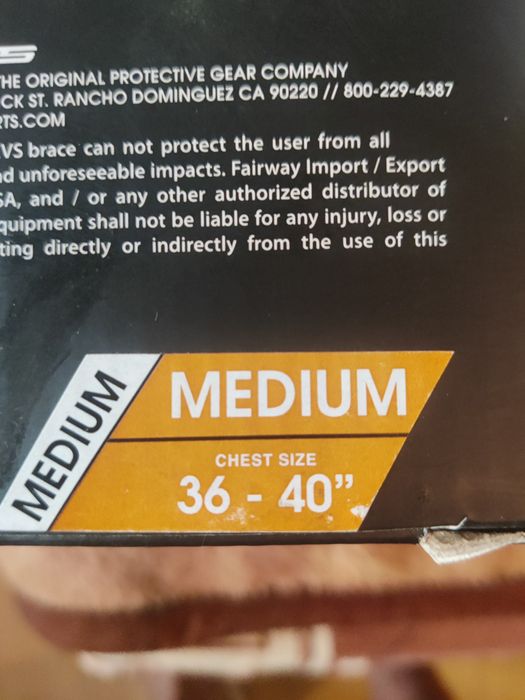 THE ORIGINAL PROTECTIVE GEAR COMPANY
ST. RANCHO DOMINGUEZ CA 90220 // 800-229-4387
RTS.COM
EVS brace can not protect the user from all
nd unforeseeable impacts. Fairway Import / Export
SA, and / or any other authorized distributor of
quipment shall not be liable for any injury, loss or
ting directly or indirectly from the use of this
MEDIUM
MEDIUM
CHEST SIZE
36 - 40”